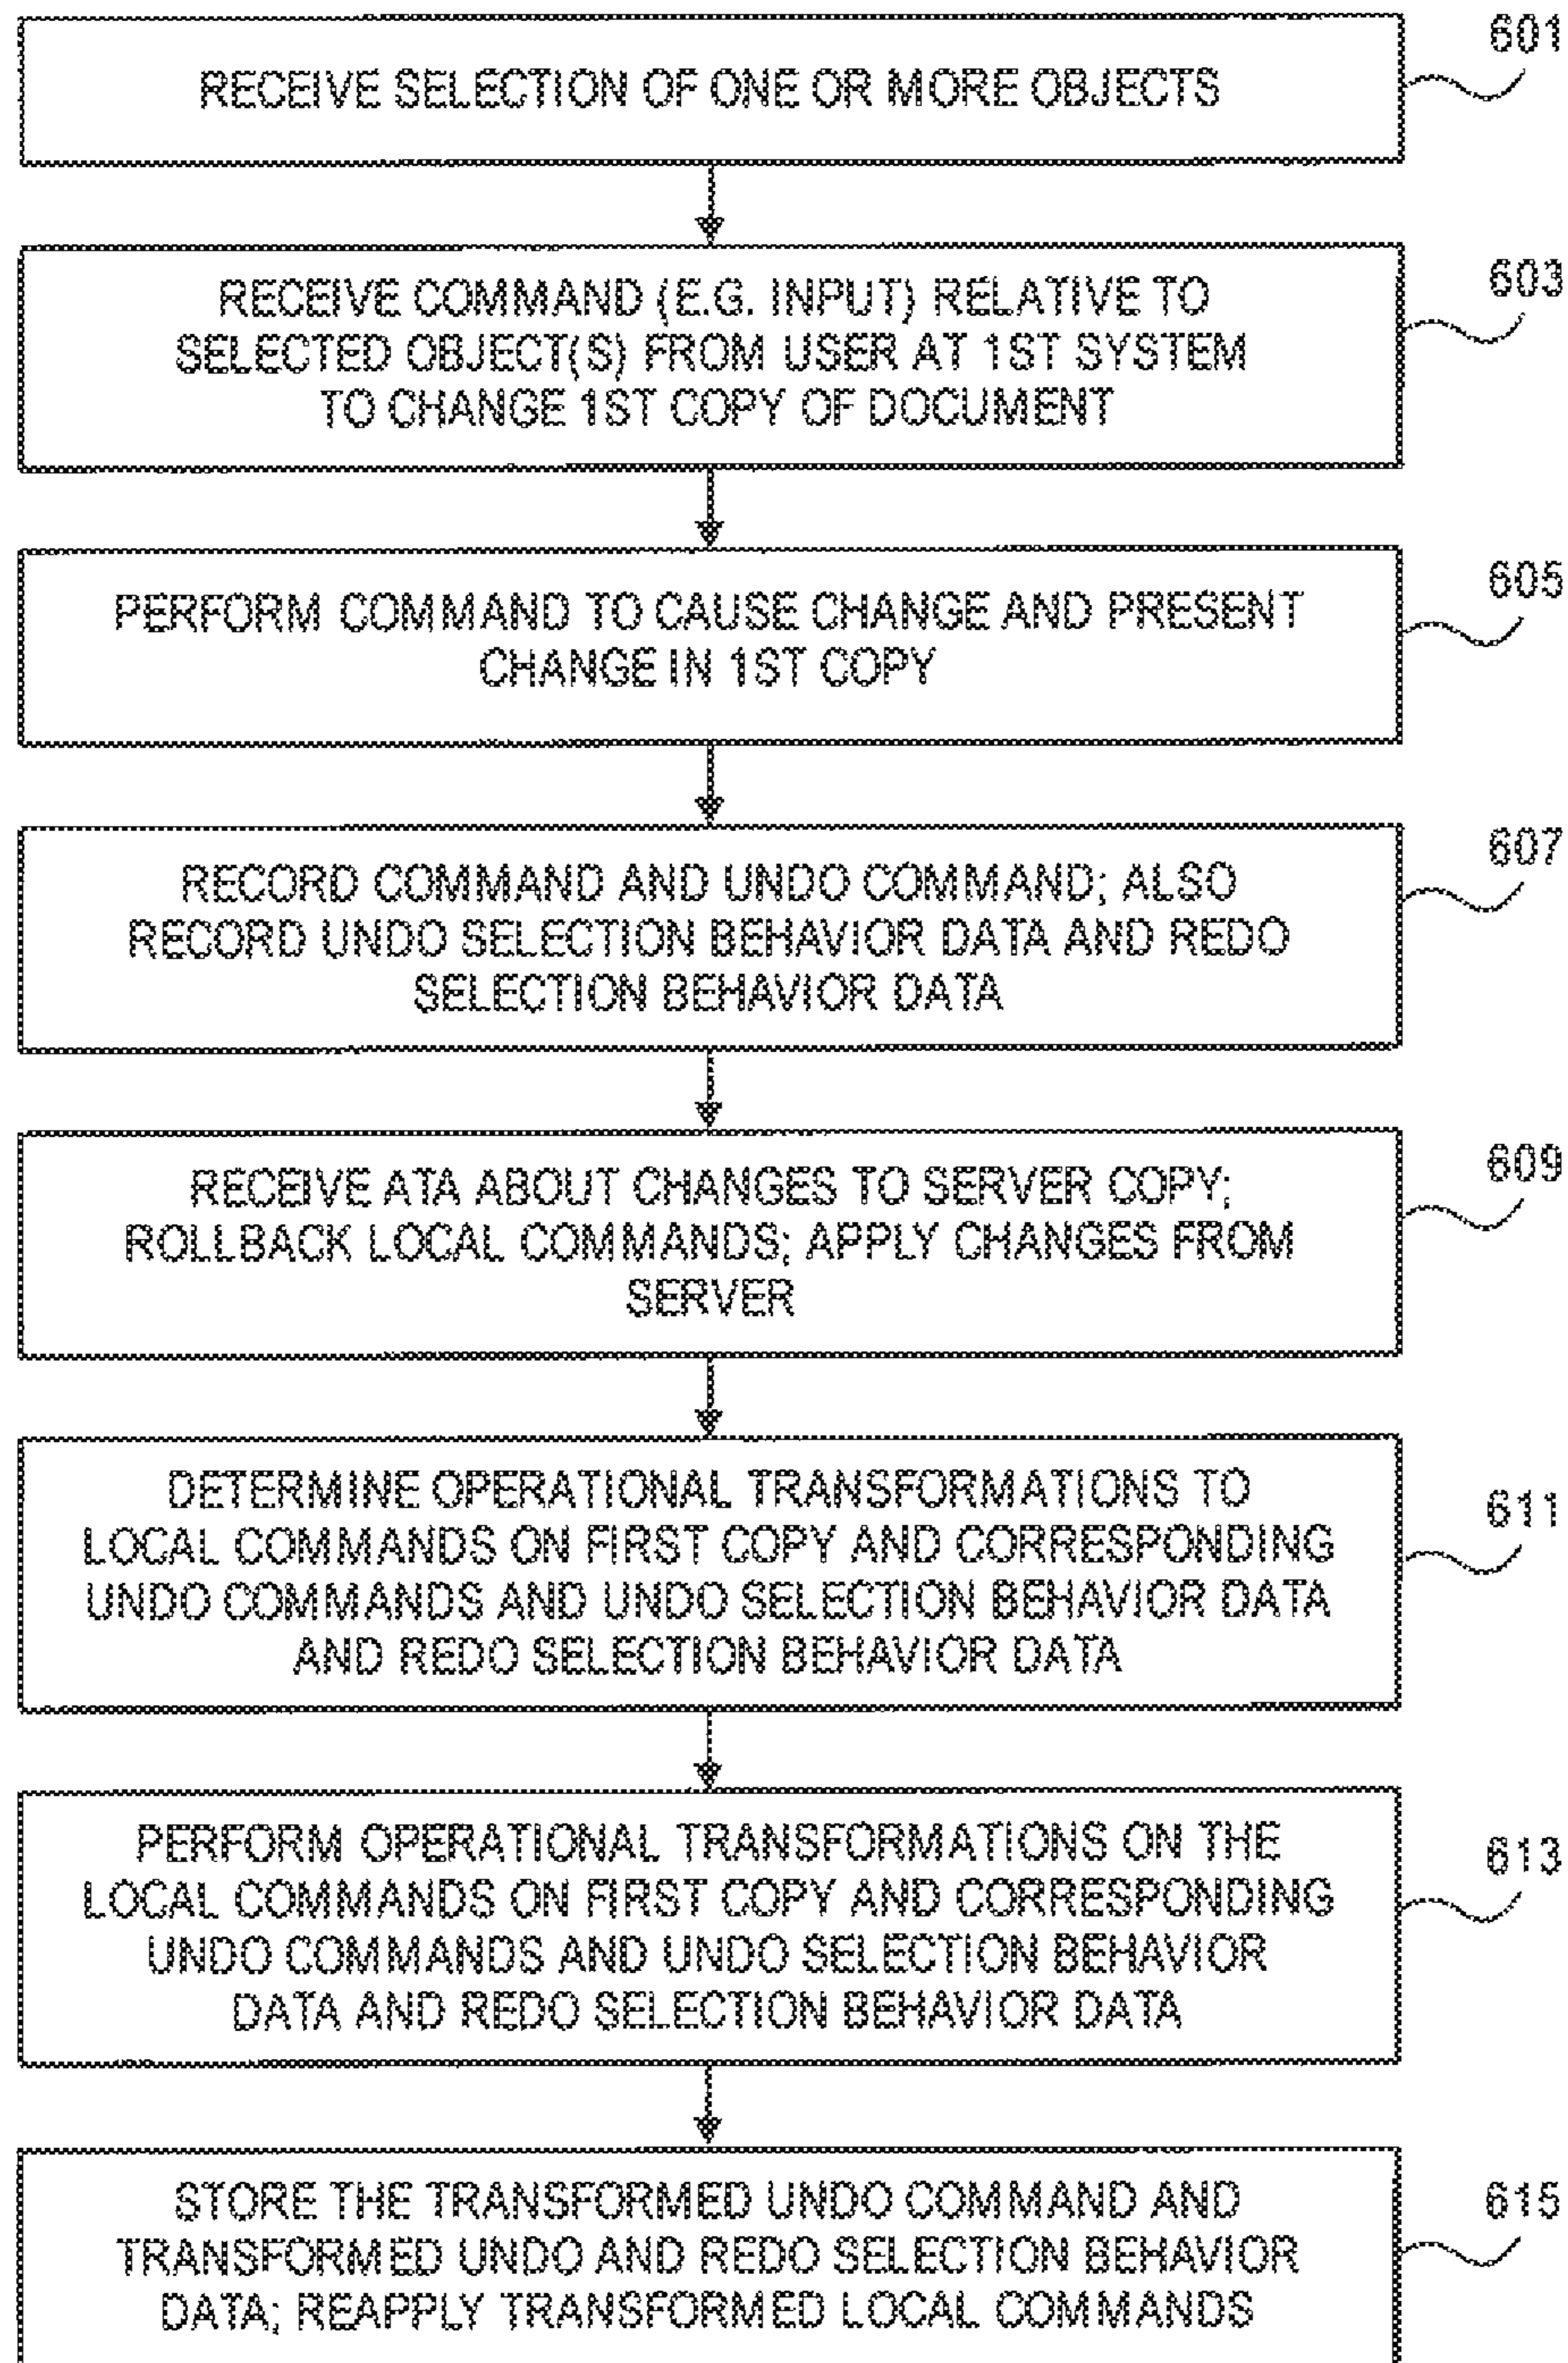 601
RECEIVE SELECTION OF ONE OR MORE OBJECTS
603
RECEIVE COMMAND (E.G. INPUT) RELATIVE TO
SELECTED OBJECT(S) FROM USER AT 1ST SYSTEM
TO CHANGE 1ST COPY OF DOCUMENT
605
PERFORM COMMAND TO CAUSE CHANGE AND PRESENT
CHANGE IN 1ST COPY
607
RECORD COMMAND AND UNDO COMMAND; ALSO
RECORD UNDO SELECTION BEHAVIOR DATA AND REDO
SELECTION BEHAVIOR DATA
609
RECEIVE ATA ABOUT CHANGES TO SERVER COPY;
ROLLBACK LOCAL COMMANDS; APPLY CHANGES FROM
SERVER
611
DETERMINE OPERATIONAL TRANSFORMATIONS TO
LOCAL COMMANDS ON FIRST COPY AND CORRESPONDING
UNDO COMMANDS AND UNDO SELECTION BEHAVIOR DATA
AND REDO SELECTION BEHAVIOR DATA
613
PERFORM OPERATIONAL TRANSFORMATIONS ON THE
LOCAL COMMANDS ON FIRST COPY AND CORRESPONDING
UNDO COMMANDS AND UNDO SELECTION BEHAVIOR
DATA AND REDO SELECTION BEHAVIOR DATA
615
STORE THE TRANSFORMED UNDO COMMAND AND
TRANSFORMED UNDO AND REDO SELECTION BEHAVIOR
DATA; REAPPLY TRANSFORMED LOCAL COMMANDS